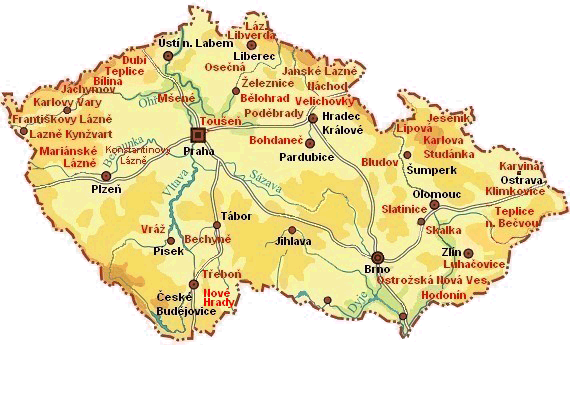 Láz.
Libverda
Ústí n. Labem
Liberec
Dubí
Teplice
Bílina
Osečná
Janské Lázně
Jáchymov
Železnice
Náchod
Karlovy Vary
Mšené
Bělohrad
Velichovky
Františkovy Lázně
Toušeň
Poděbrady
Hradec
Králové
Jeseník
Lipová
Lázně Kynžvart
Karlova
Studánka
Mariánské
Lázně
Konstantinovy
Lázně
Praha
Bohdaneč
Pardubice
Bludov
Šumperk
Karviná
Ostrava
Klimkovice
Plzeň
Vltava
Sázava
Olomouc
Slatinice
Teplice
n. Bečvou
Tábor
Skalka
Vráž
Bechyně
Písek
Jihlava
Zlín
Luhačovice
Brno
Třeboň
Ostrožská Nová Ves
České
Budějovice
Nové
Hrady
Dyje
Hodonín